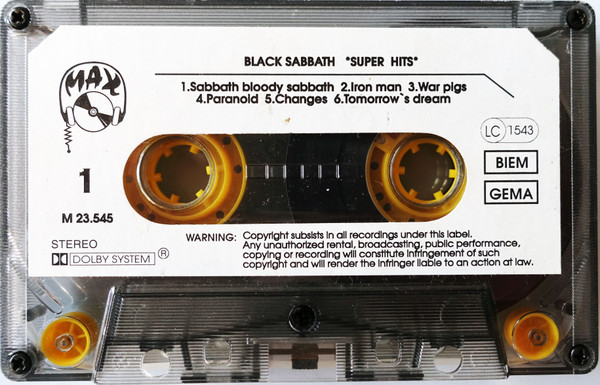 BLACK SABBATH *SUPER HITS*
MAX
1.Sabbath bloody sabbath 2.Iron man 3.War pigs
4.Paranoid 5.Changes 6.Tomorrow`s dream
LC 1543
1
BIEM
GEMA
M 23.545
STEREO
DOLBY SYSTEM ®
WARNING: Copyright subsists in all recordings under this label.
Any unauthorized rental, broadcasting, public performance,
copying or recording will constitute infringement of such
copyright and will render the infringer liable to an action at law.